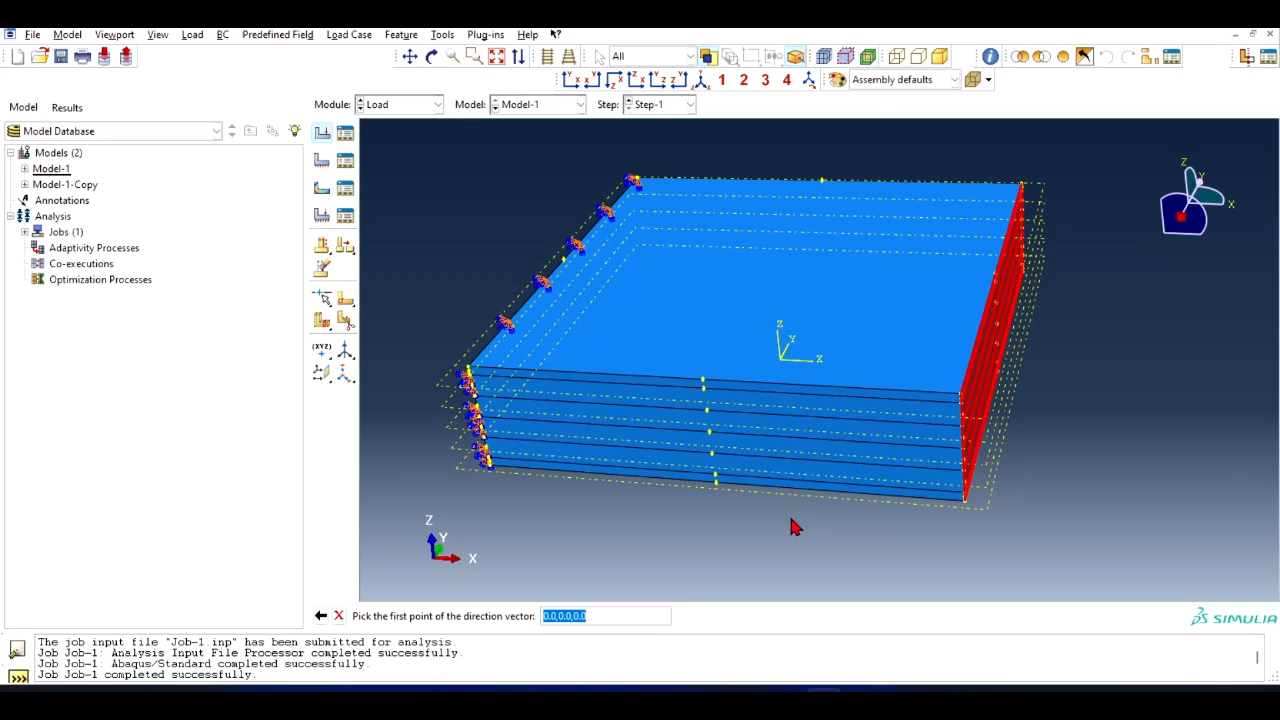 File Model Viewport View Load BC Predefined Field Load Case Feature Tools Plug-ins Help
All
1 2 3 4 Assembly defaults
Model Results Module: Load Model: Model-1 Step: Step-1
Model Database
Models (2)
Model-1
Model-1-Copy
Annotations
Analysis
Jobs (1)
Adaptivity Processes
Co-executions
Optimization Processes
(XYZ)
Z
Y
X
Z
Y
X
Z
Y
X
Pick the first point of the direction vector: 0.0,0.0,0.0
SIMULIA
The job input file "Job-1.inp" has been submitted for analysis.
Job Job-1: Analysis Input File Processor completed successfully.
Job Job-1: Abaqus/Standard completed successfully.
Job Job-1 completed successfully.
>>>